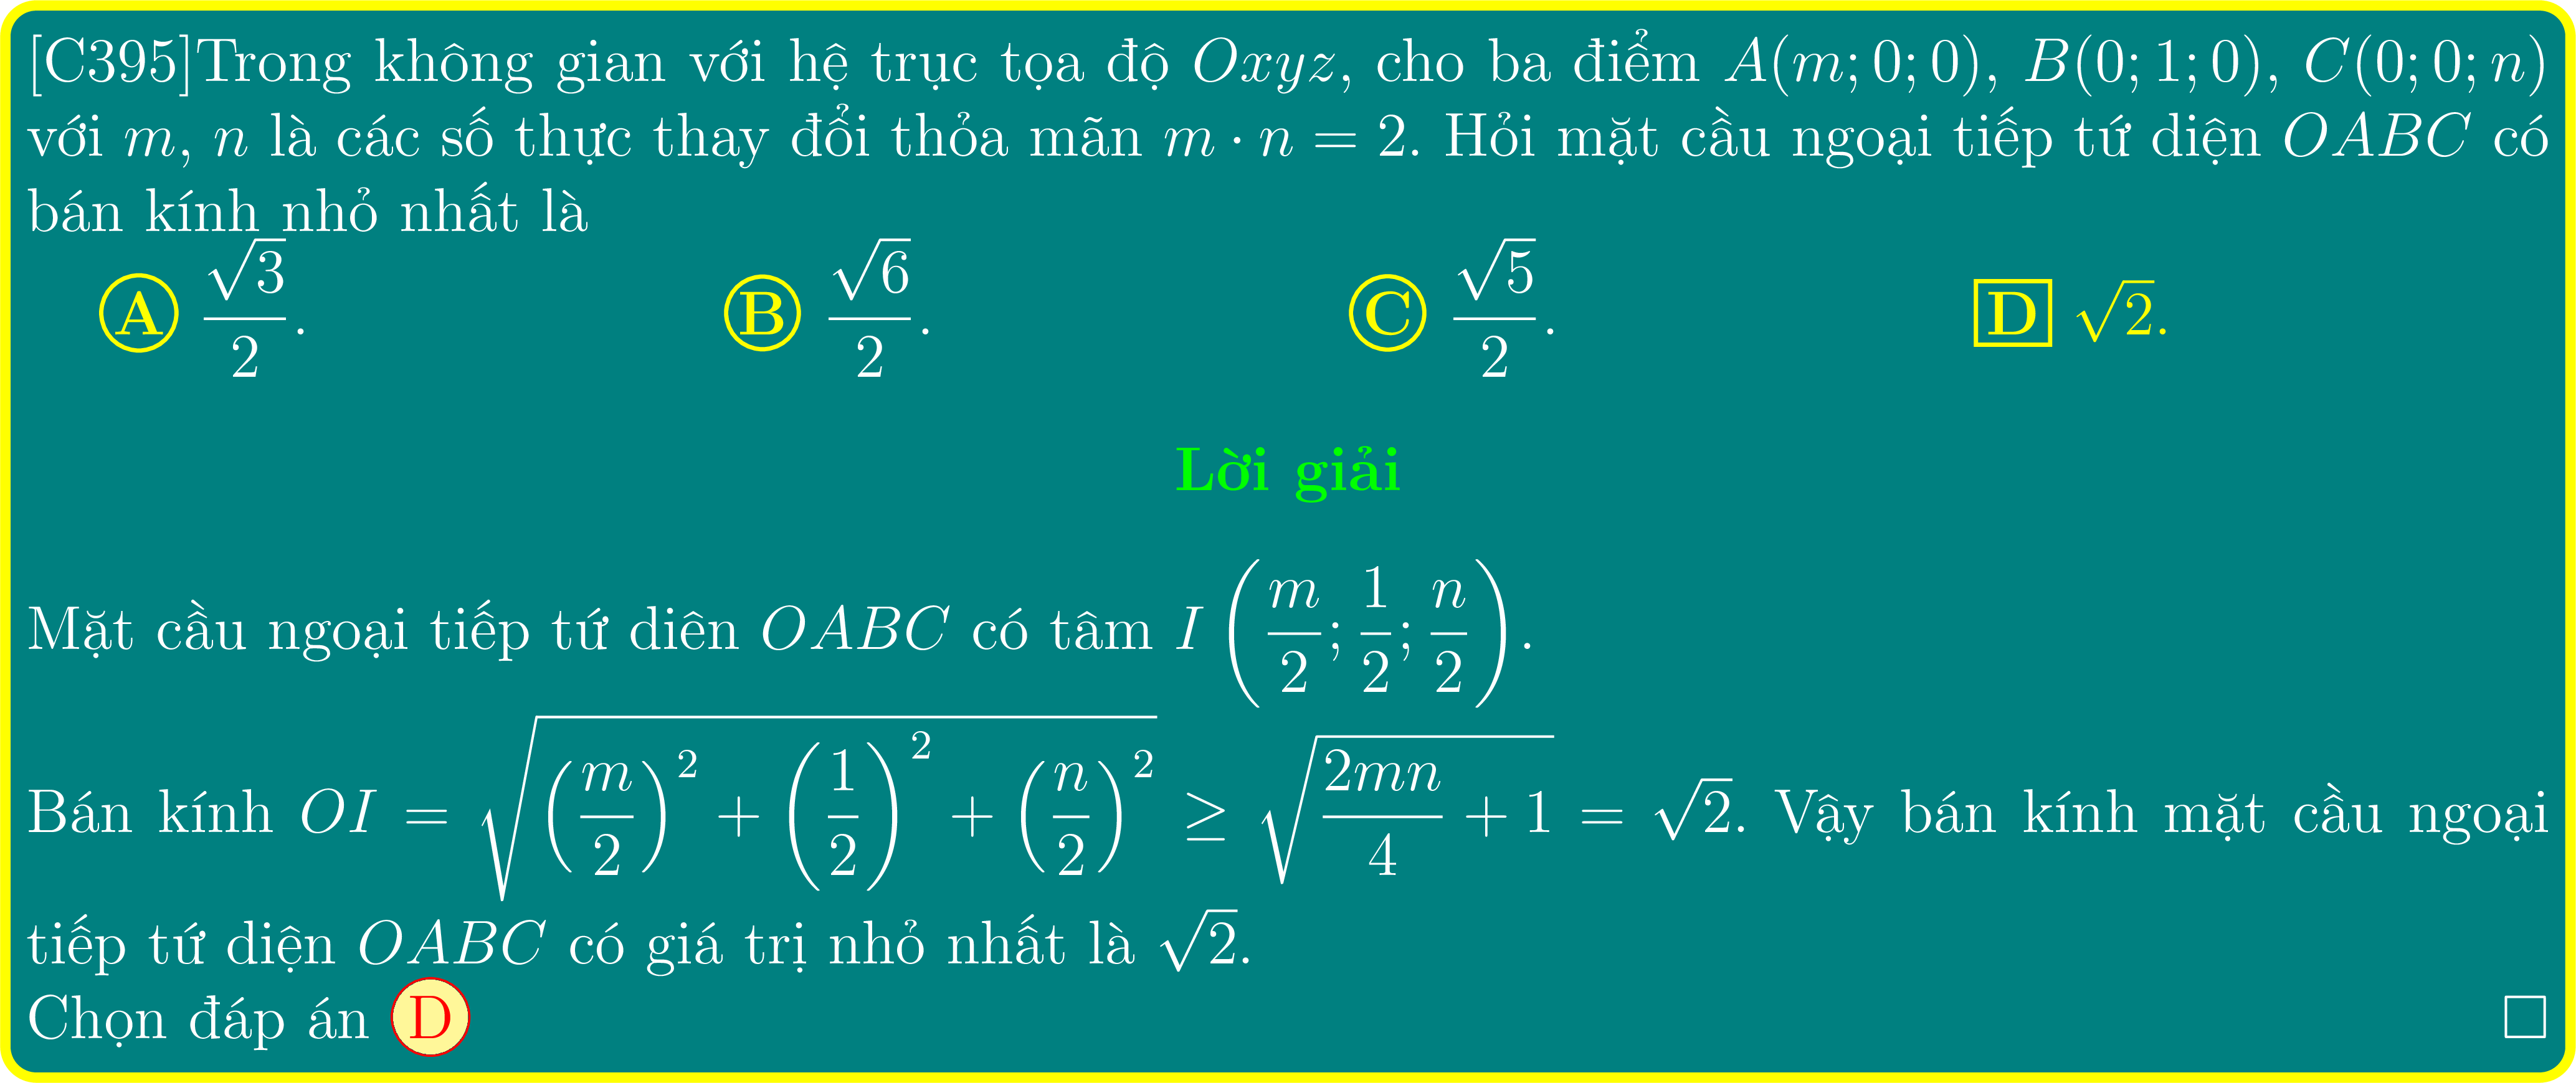 [C395]Trong không gian với hệ trục tọa độ Oxyz, cho ba điểm A(m; 0; 0), B(0; 1; 0), C(0; 0; n)
với m, n là các số thực thay đổi thỏa mãn m · n = 2. Hỏi mặt cầu ngoại tiếp tứ diện OABC có
bán kính nhỏ nhất là
A $\frac{\sqrt{3}}{2}$. B $\frac{\sqrt{6}}{2}$. C $\frac{\sqrt{5}}{2}$. D $\sqrt{2}$.
Lời giải
Mặt cầu ngoại tiếp tứ diên OABC có tâm $I\left(\frac{m}{2}; \frac{1}{2}; \frac{n}{2}\right)$.
Bán kính $OI = \sqrt{\left(\frac{m}{2}\right)^2 + \left(\frac{1}{2}\right)^2 + \left(\frac{n}{2}\right)^2} \geq \sqrt{\frac{2mn}{4} + 1} = \sqrt{2}$. Vậy bán kính mặt cầu ngoại
tiếp tứ diện OABC có giá trị nhỏ nhất là $\sqrt{2}$.
Chọn đáp án D □